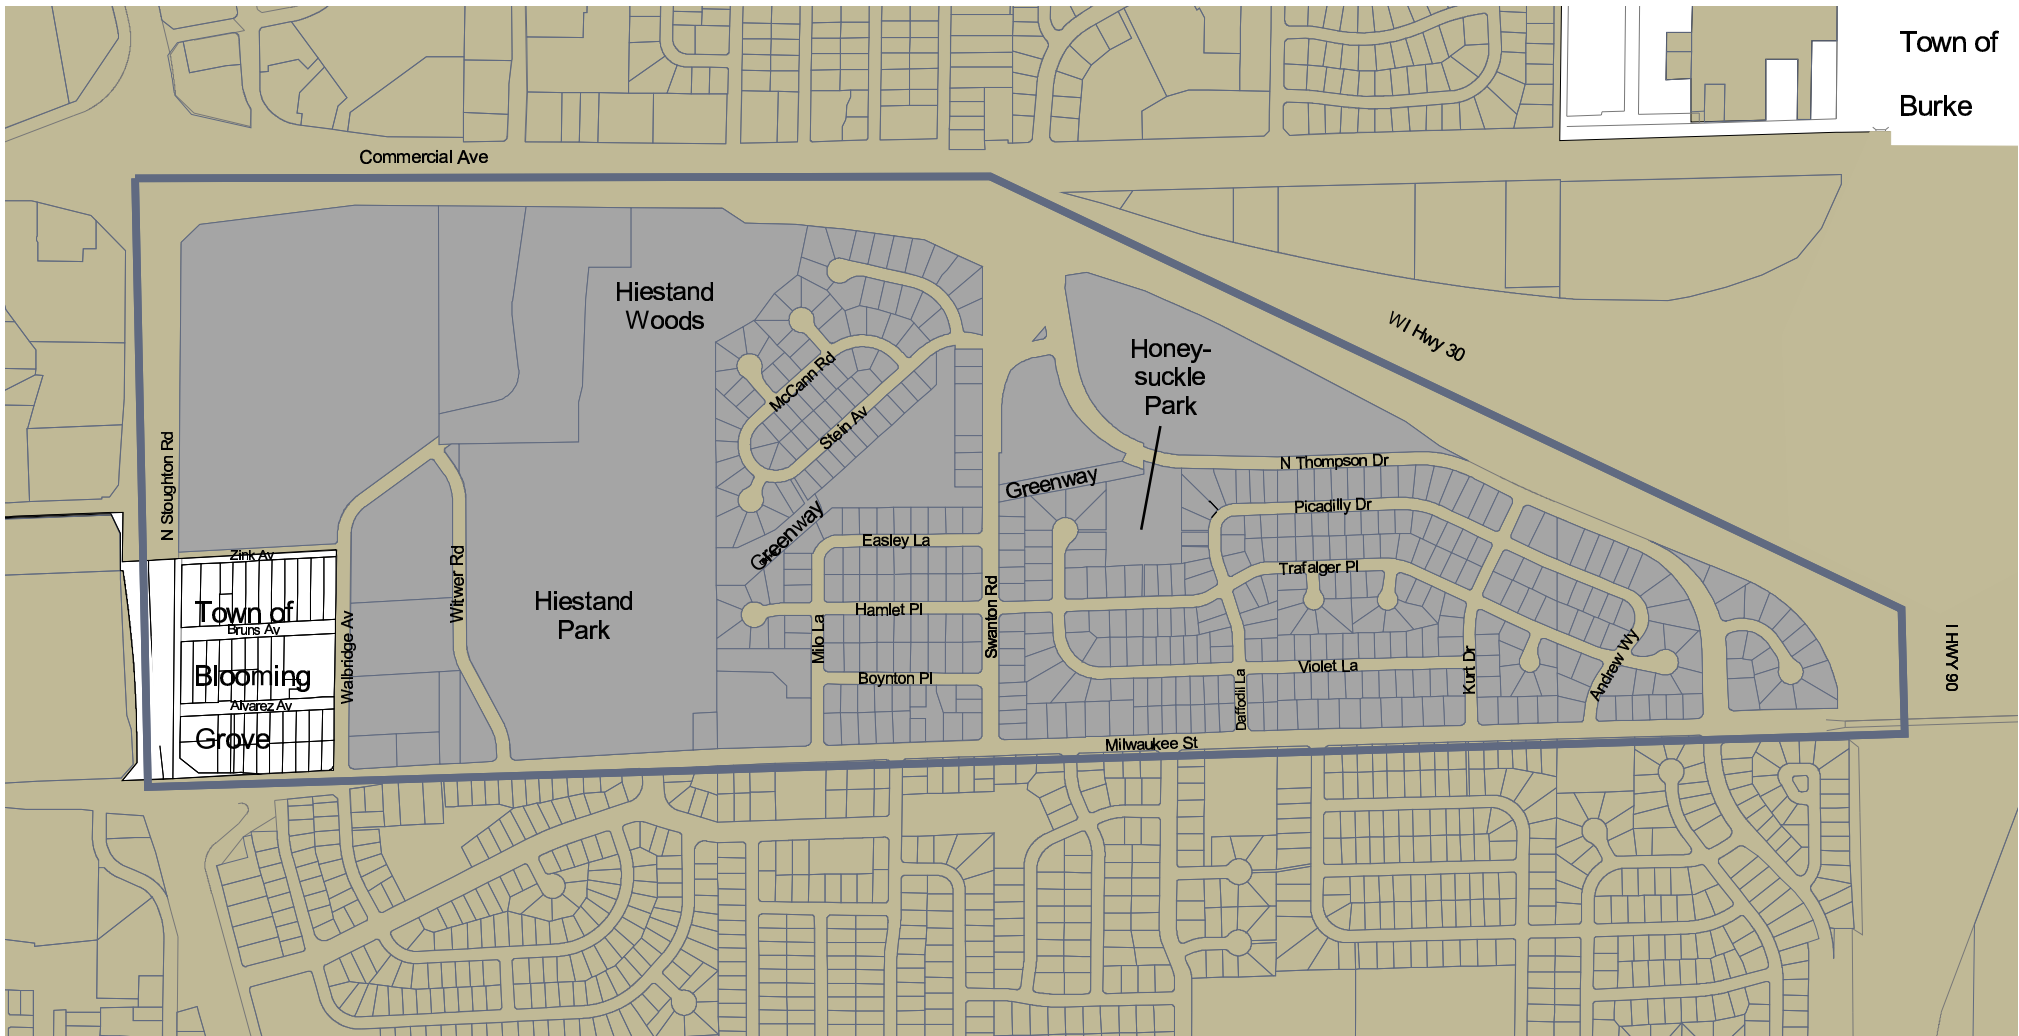 Town of
Burke
Commercial Ave
Hiestand
Woods
WI Hwy 30
Honey-
suckle
Park
McCann Rd
Stein Av
N Stoughton Rd
N Thompson Dr
Greenway
Picadilly Dr
Greenway
Easley La
Zink Av
Trafalger Pl
Witwer Rd
Hiestand
Park
Hamlet Pl
Swanton Rd
Town of
Bruns Av
Blooming
Alvarez Av
Grove
Walbridge Av
Milo La
Boynton Pl
Violet La
Daffodil La
Kurt Dr
Andrew Wy
I HWY 90
Milwaukee St